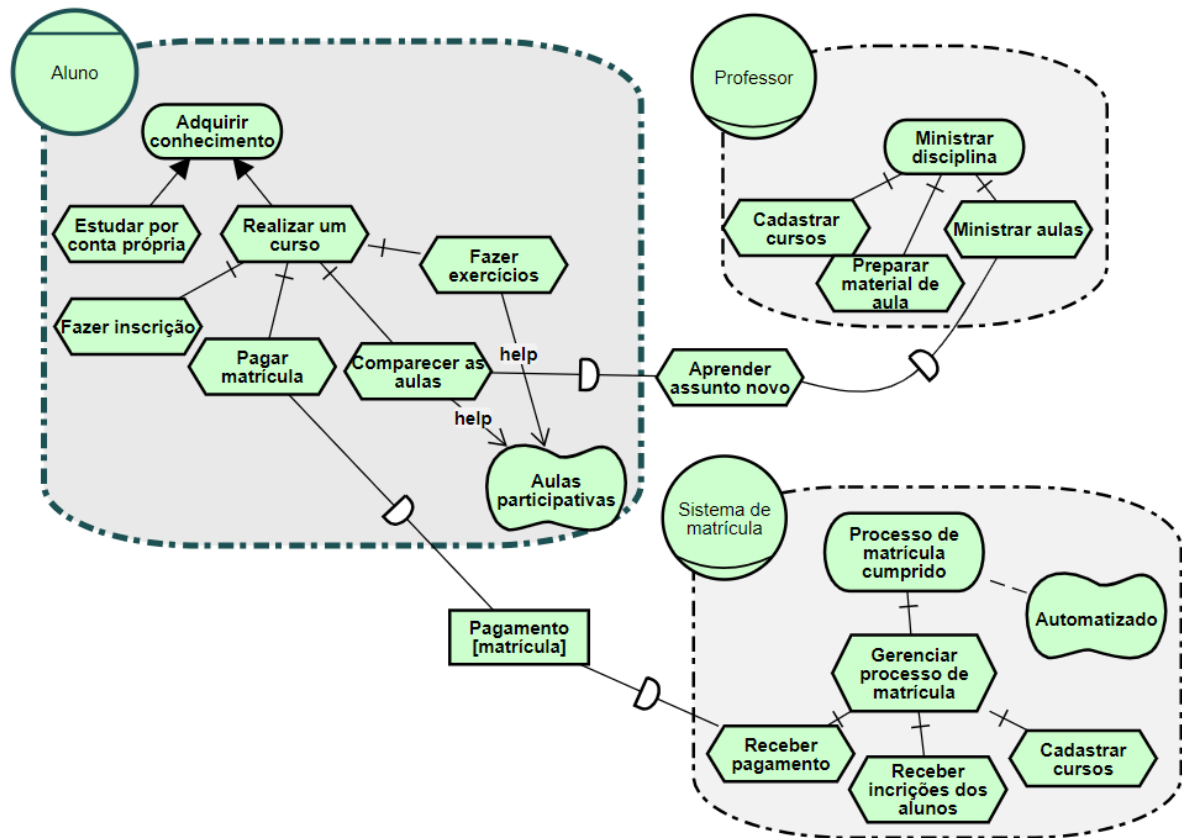 Aluno
Adquirir
conhecimento
Estudar por
conta própria
Realizar um
curso
Fazer
exercícios
Fazer inscrição
Pagar
matrícula
Comparecer as
aulas
help
help
Aulas
participativas
Professor
Ministrar
disciplina
Cadastrar
cursos
Preparar
material de
aula
Ministrar aulas
Aprender
assunto novo
Pagamento
[matrícula]
Sistema de
matrícula
Processo de
matrícula
cumprido
Automatizado
Gerenciar
processo de
matrícula
Receber
pagamento
Receber
incrições dos
alunos
Cadastrar
cursos